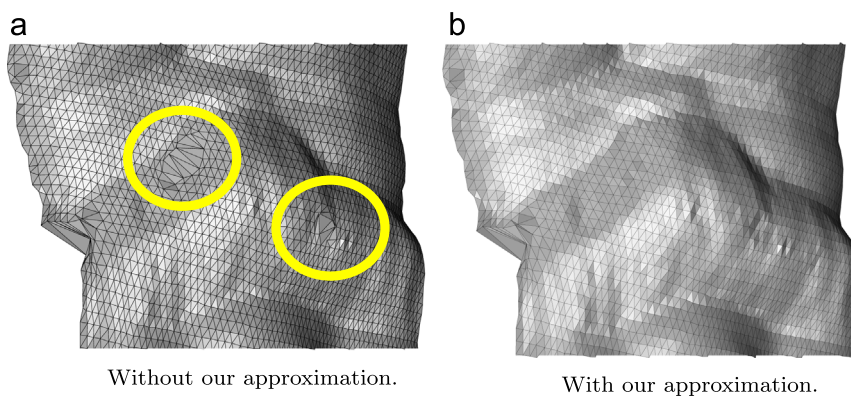 a
b
Without our approximation.
With our approximation.